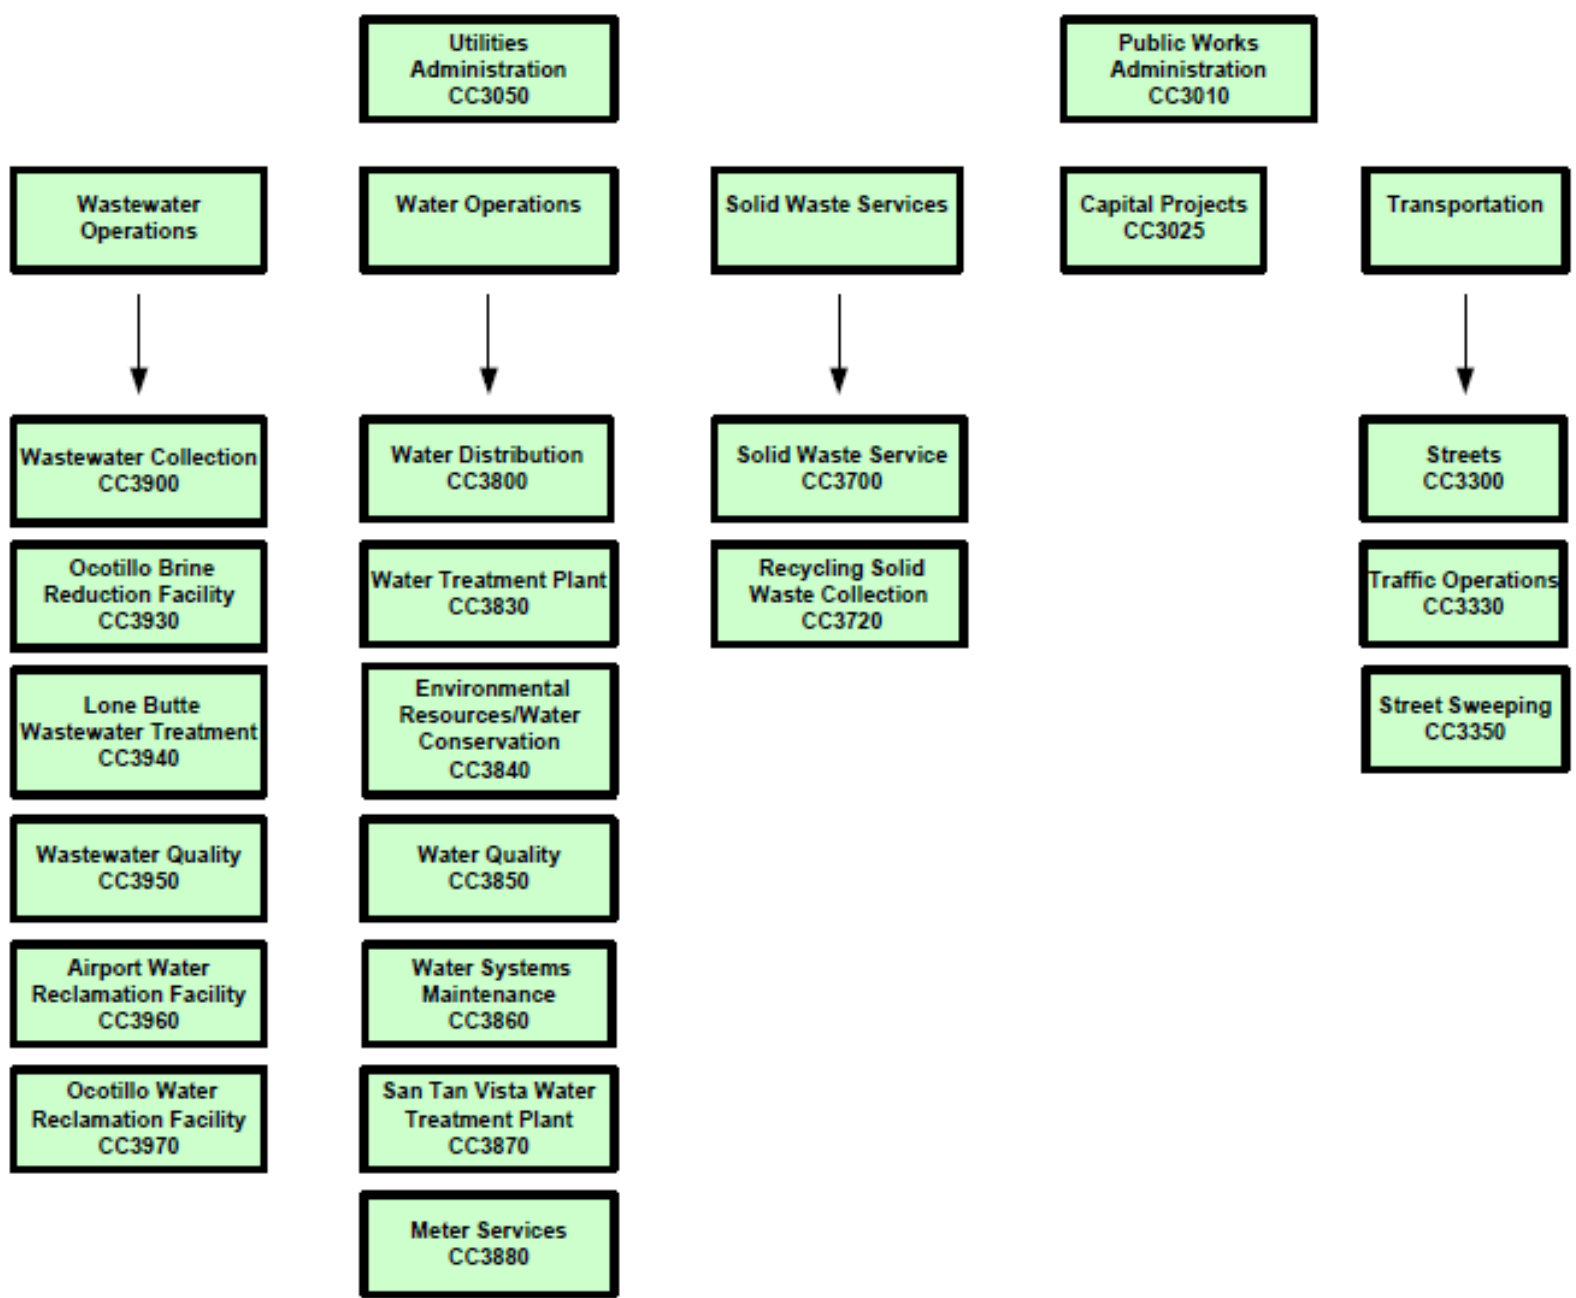 Utilities
Administration
CC3050
Public Works
Administration
CC3010
Wastewater
Operations
Water Operations
Solid Waste Services
Capital Projects
CC3025
Transportation
Wastewater Collection
CC3900
Water Distribution
CC3800
Solid Waste Service
CC3700
Streets
CC3300
Ocotillo Brine
Reduction Facility
CC3930
Water Treatment Plant
CC3830
Recycling Solid
Waste Collection
CC3720
Traffic Operations
CC3330
Lone Butte
Wastewater Treatment
CC3940
Environmental
Resources/Water
Conservation
CC3840
Street Sweeping
CC3350
Wastewater Quality
CC3950
Water Quality
CC3850
Airport Water
Reclamation Facility
CC3960
Water Systems
Maintenance
CC3860
Ocotillo Water
Reclamation Facility
CC3970
San Tan Vista Water
Treatment Plant
CC3870
Meter Services
CC3880